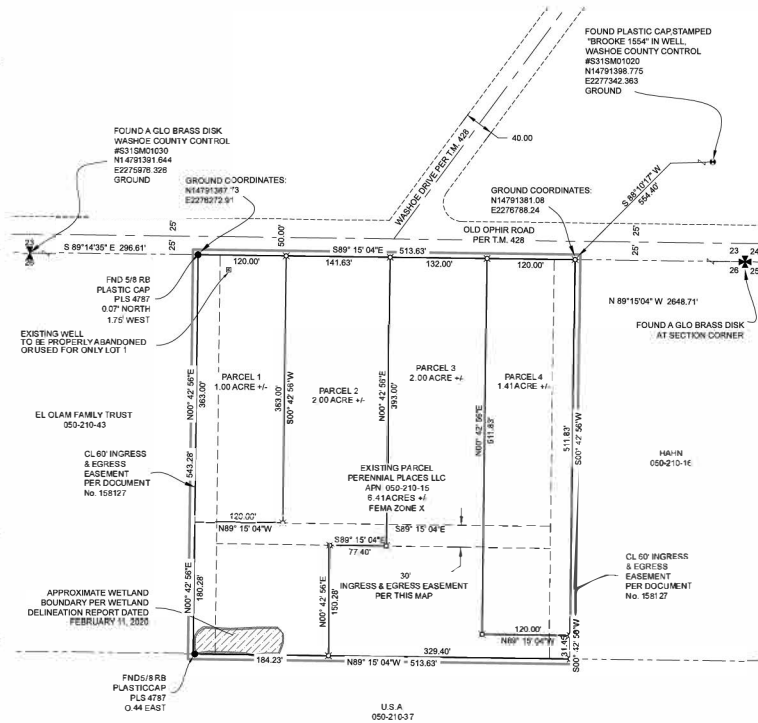 FOUND PLASTIC CAP,STAMPED
"BROOKE 1554" IN WELL,
WASHOE COUNTY CONTROL
#S31SM01020
N14791398.775
E2277342.363
GROUND
FOUND A GLO BRASS DISK
WASHOE COUNTY CONTROL
#S31SM01030
N14791391.644
E2275976.326
GROUND
GROUND COORDINATES:
E2276272.91
WASHOE DRIVE PER T.M. 428
40.00
GROUND COORDINATES:
N14791381.08
E2276788.24
S 88°10'17" W
554.40'
OLD OPHIR ROAD
PER T.M. 428
25'
25'
50.00'
25'
25'
23
26
S 89°14'35" E 296.61'
S89° 15' 04"E 513.63'
23
24
26
25
120.00'
141.63'
132.00'
120.00'
N 89°15'04" W 2648.71'
FOUND A GLO BRASS DISK
AT SECTION CORNER
FND 5/8 RB
PLASTIC CAP
PLS 4787
0.07' NORTH
1.75' WEST
EXISTING WELL
TO BE PROPERLY ABANDONED
OR USED FOR ONLY LOT 1
PARCEL 1
1.00 ACRE +/-
PARCEL 2
2.00 ACRE +/-
PARCEL 3
2.00 ACRE +/-
PARCEL 4
1.41 ACRE +/-
N00° 42' 56"E
363.00'
363.00'
S00° 42' 56"W
N00° 42' 56"E
393.00'
N00° 42' 56"E
511.83'
511.83'
S00° 42' 56"W
EL OLAM FAMILY TRUST
050-210-43
HAHN
050-210-16
CL 60' INGRESS
& EGRESS
EASEMENT
PER DOCUMENT
No. 158127
543.28'
EXISTING PARCEL
PERENNIAL PLACES LLC
APN 050-210-15
6.41ACRES +/-
FEMA ZONE X
120.00'
N89° 15' 04"W
S89° 15' 04"E
S89° 15' 04"E
77.40'
30'
INGRESS & EGRESS EASEMENT
PER THIS MAP
CL 60' INGRESS
& EGRESS
EASEMENT
PER DOCUMENT
No. 158127
N00° 42' 56"E
180.28'
N00° 42' 56"E
150.28'
APPROXIMATE WETLAND
BOUNDARY PER WETLAND
DELINEATION REPORT DATED
FEBRUARY 11, 2020
120.00'
N89° 15' 04"W
31.45'
S00° 42' 56"W
184.23'
329.40'
N89° 15' 04"W 513.63'
FND5/8 RB
PLASTIC CAP
PLS 4787
0.44 EAST
U.S.A
050-210-37